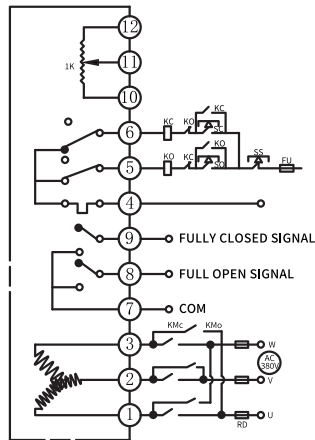 12
1K
11
10
KC
6
KC
KO
SC
KO
SS
5
KO
KC
SO
FU
4
9
FULLY CLOSED SIGNAL
8
FULL OPEN SIGNAL
7
COM
KMc
KMo
3
W
AC
380V
2
V
1
RD
U